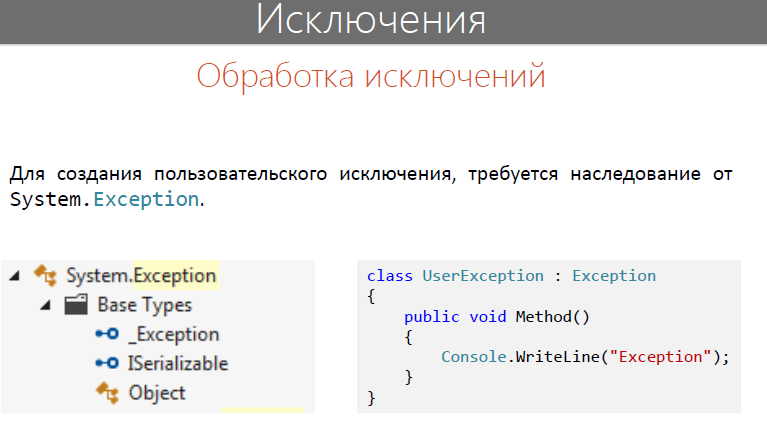 Исключения
Обработка исключений
Для создания пользовательского исключения, требуется наследование от
System.Exception.
System.Exception
Base Types
_Exception
ISerializable
Object
class UserException : Exception
{
public void Method()
{
Console.WriteLine("Exception");
}
}